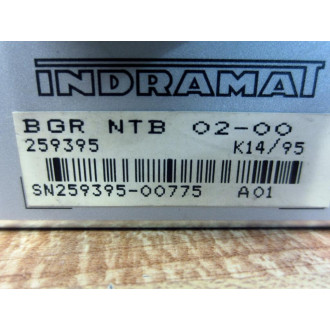 INDRAMAT
BGR NTB 02-00
259395 K14/95
SN259395-00775 A01